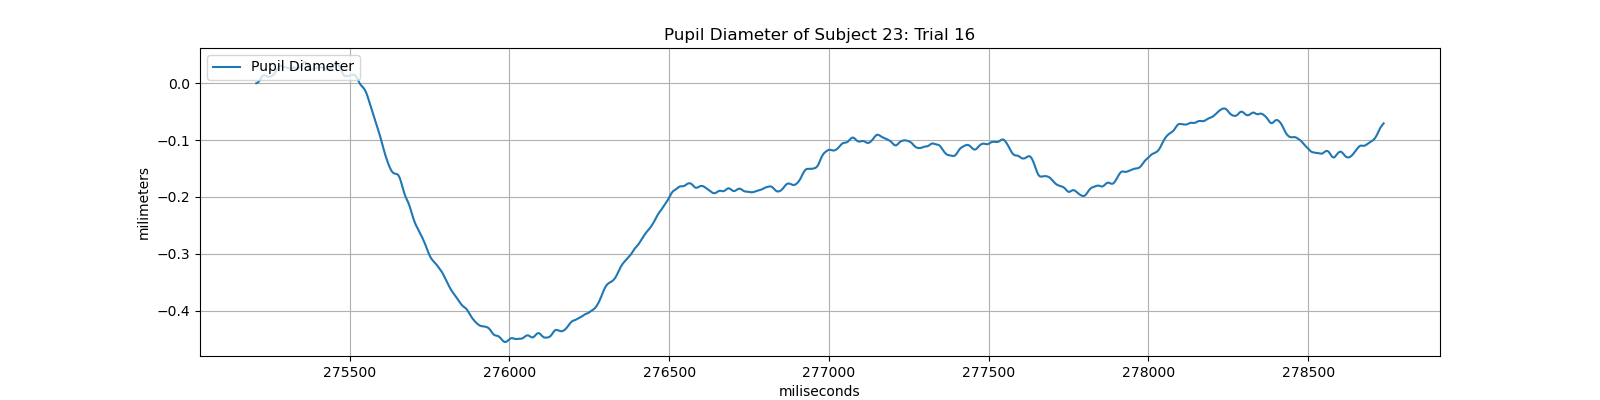 Pupil Diameter of Subject 23: Trial 16
Pupil Diameter
0.0
−0.1
−0.2
−0.3
−0.4
milimeters
275500 276000 276500 277000 277500 278000 278500
miliseconds